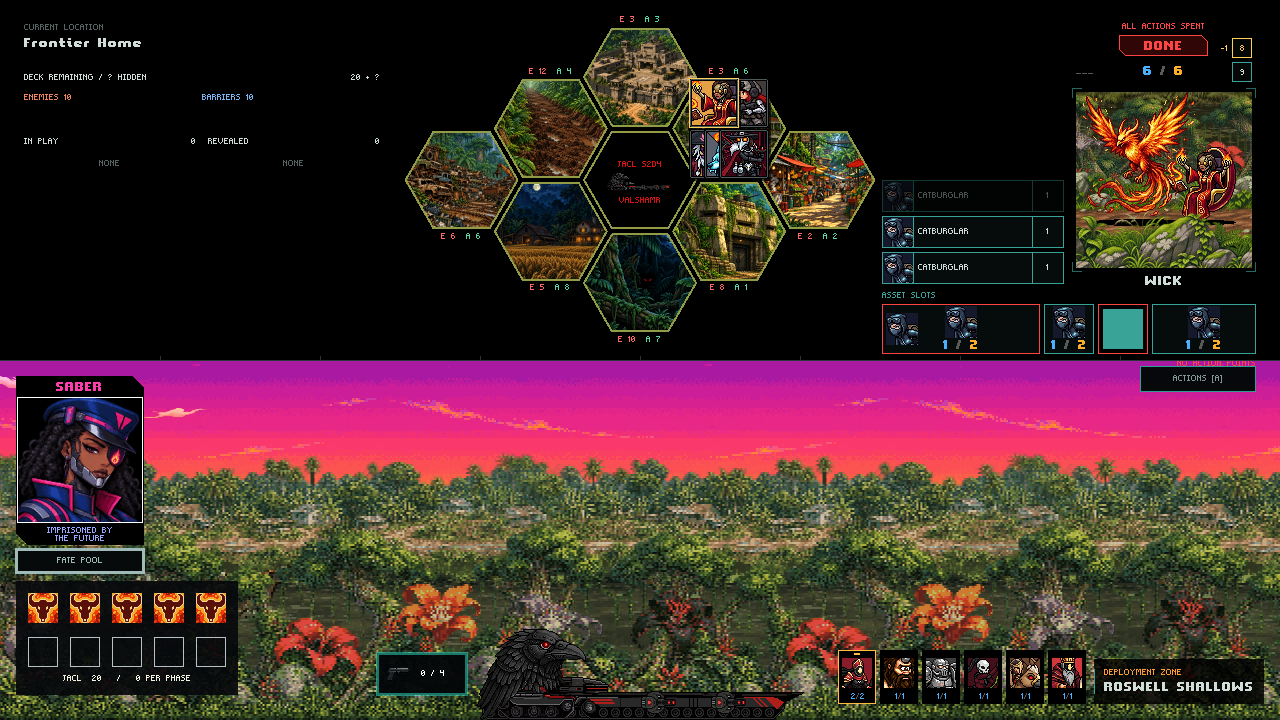 CURRENT LOCATION
Frontier Home
DECK REMAINING / ? HIDDEN 20 + ?
ENEMIES 10 BARRIERS 10
IN PLAY 0 REVEALED 0
NONE NONE
E 3 A 3
E 12 A 4
E 3 A 6
JACL S2D4
VALSHAMR
E 6 A 6
E 2 A 2
E 5 A 8
E 8 A 1
E 10 A 7
ALL ACTIONS SPENT
DONE
-1 8
--- 6 / 6 9
WICK
CATBURGLAR 1
CATBURGLAR 1
CATBURGLAR 1
ASSET SLOTS
1 / 2 1 / 2 1 / 2
NO ACTION POINTS
ACTIONS [A]
SABER
IMPRISONED BY
THE FUTURE
FATE POOL
JACL 20 / 0 PER PHASE
0 / 4
2/2 1/1 1/1 1/1 1/1 1/1
DEPLOYMENT ZONE
ROSWELL SHALLOWS